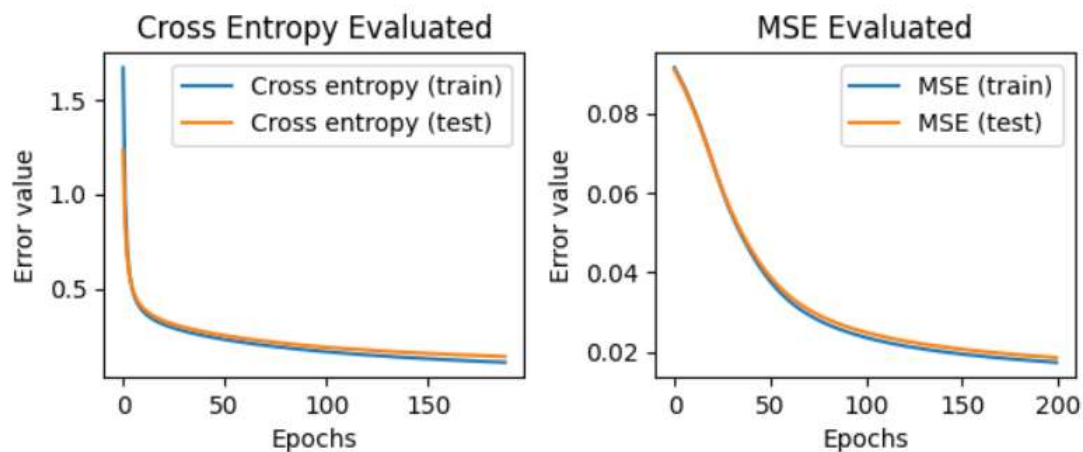 Cross Entropy Evaluated
Cross entropy (train)
Cross entropy (test)
1.5
1.0
0.5
Error value
0
50
100
150
Epochs
MSE Evaluated
MSE (train)
MSE (test)
0.08
0.06
0.04
0.02
Error value
0
50
100
150
200
Epochs